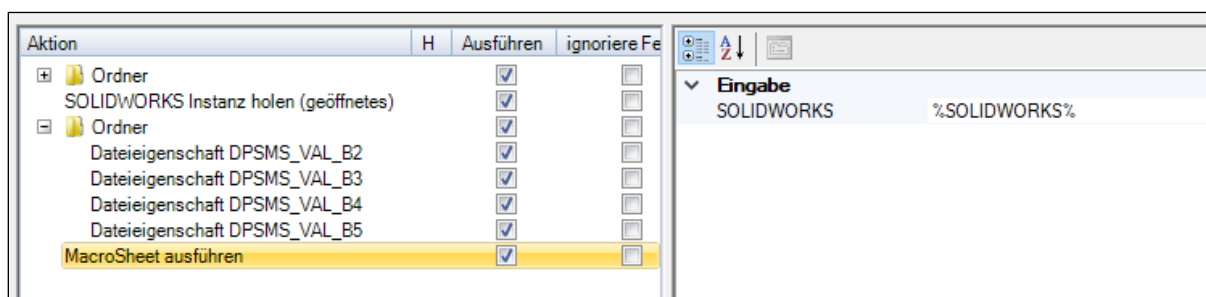 Aktion H Ausführen ignoriere Fe
Ordner
SOLIDWORKS Instanz holen (geöffnetes)
Ordner
Dateieigenschaft DPSMS_VAL_B2
Dateieigenschaft DPSMS_VAL_B3
Dateieigenschaft DPSMS_VAL_B4
Dateieigenschaft DPSMS_VAL_B5
MacroSheet ausführen
A
Z
Eingabe
SOLIDWORKS %SOLIDWORKS%